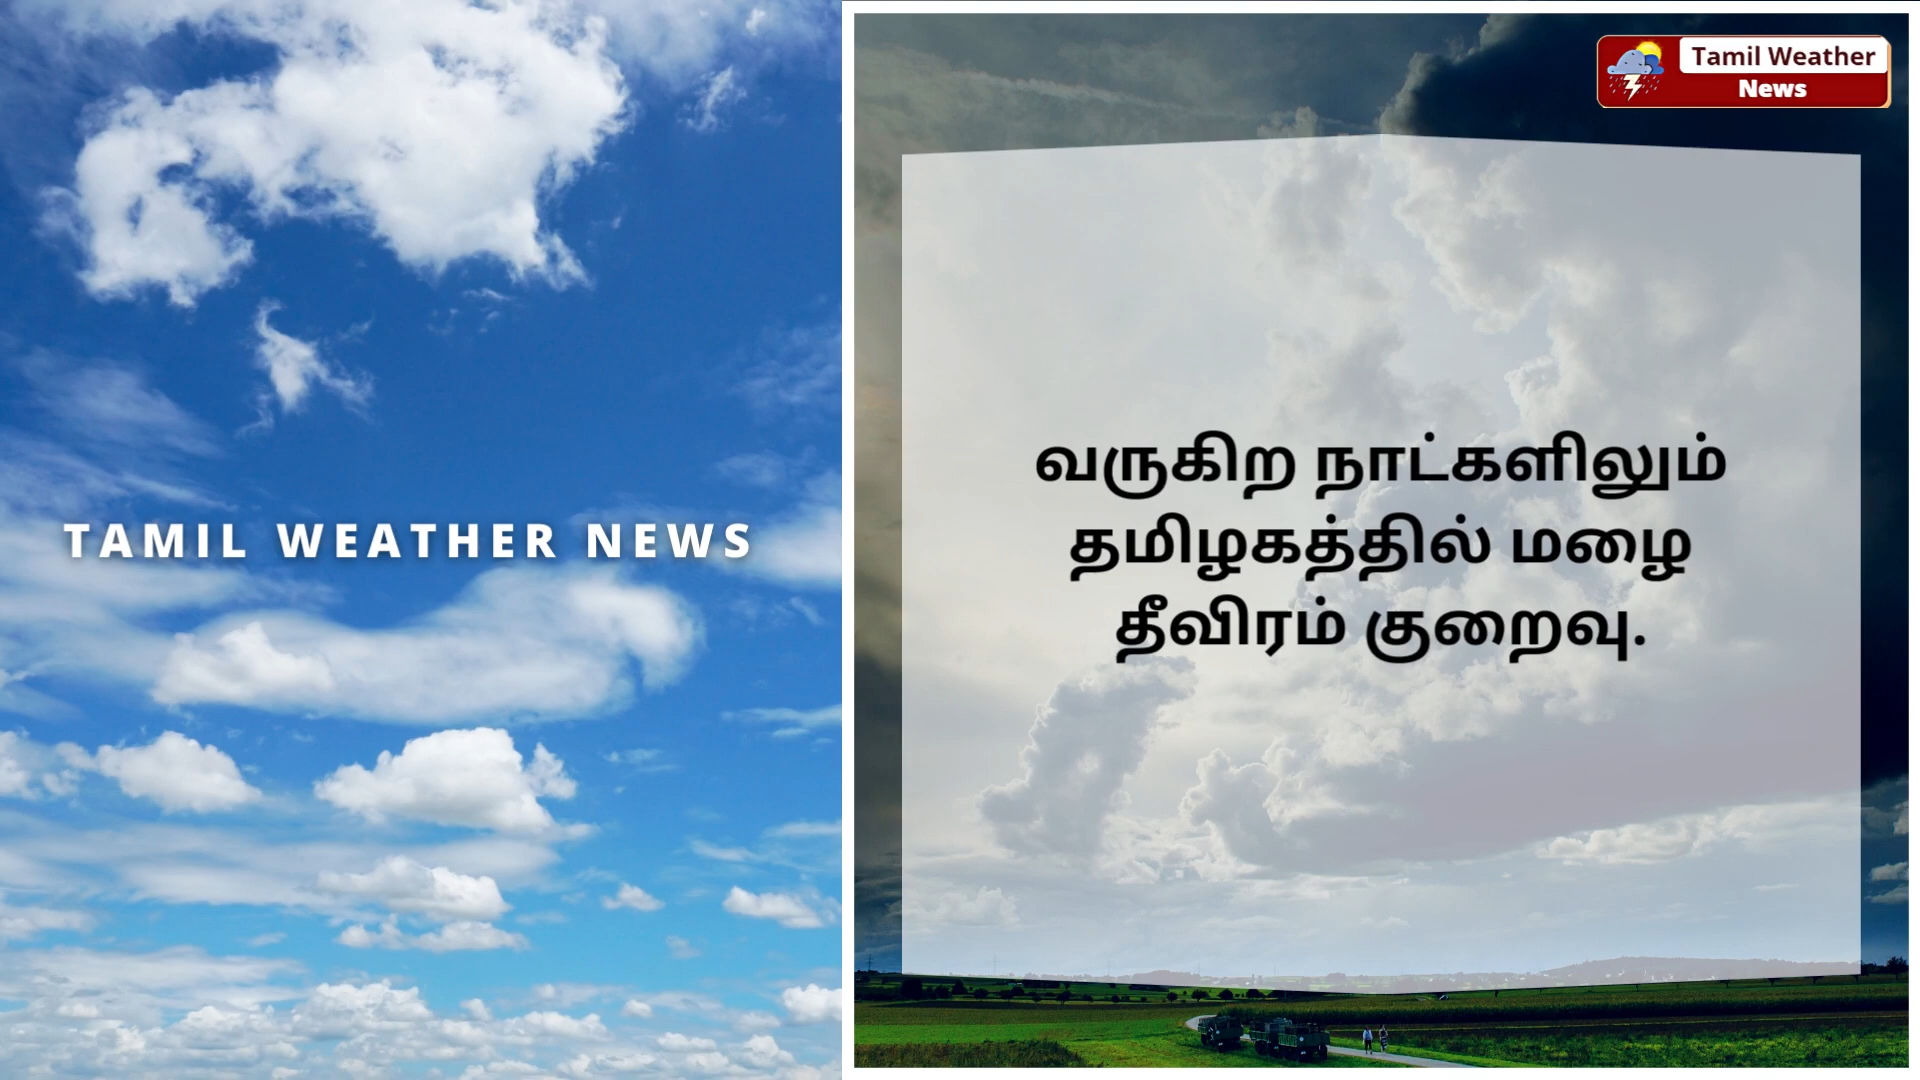 TAMIL WEATHER NEWS
Tamil Weather
News
வருகிற நாட்களிலும்
தமிழகத்தில் மழை
தீவிரம் குறைவு.